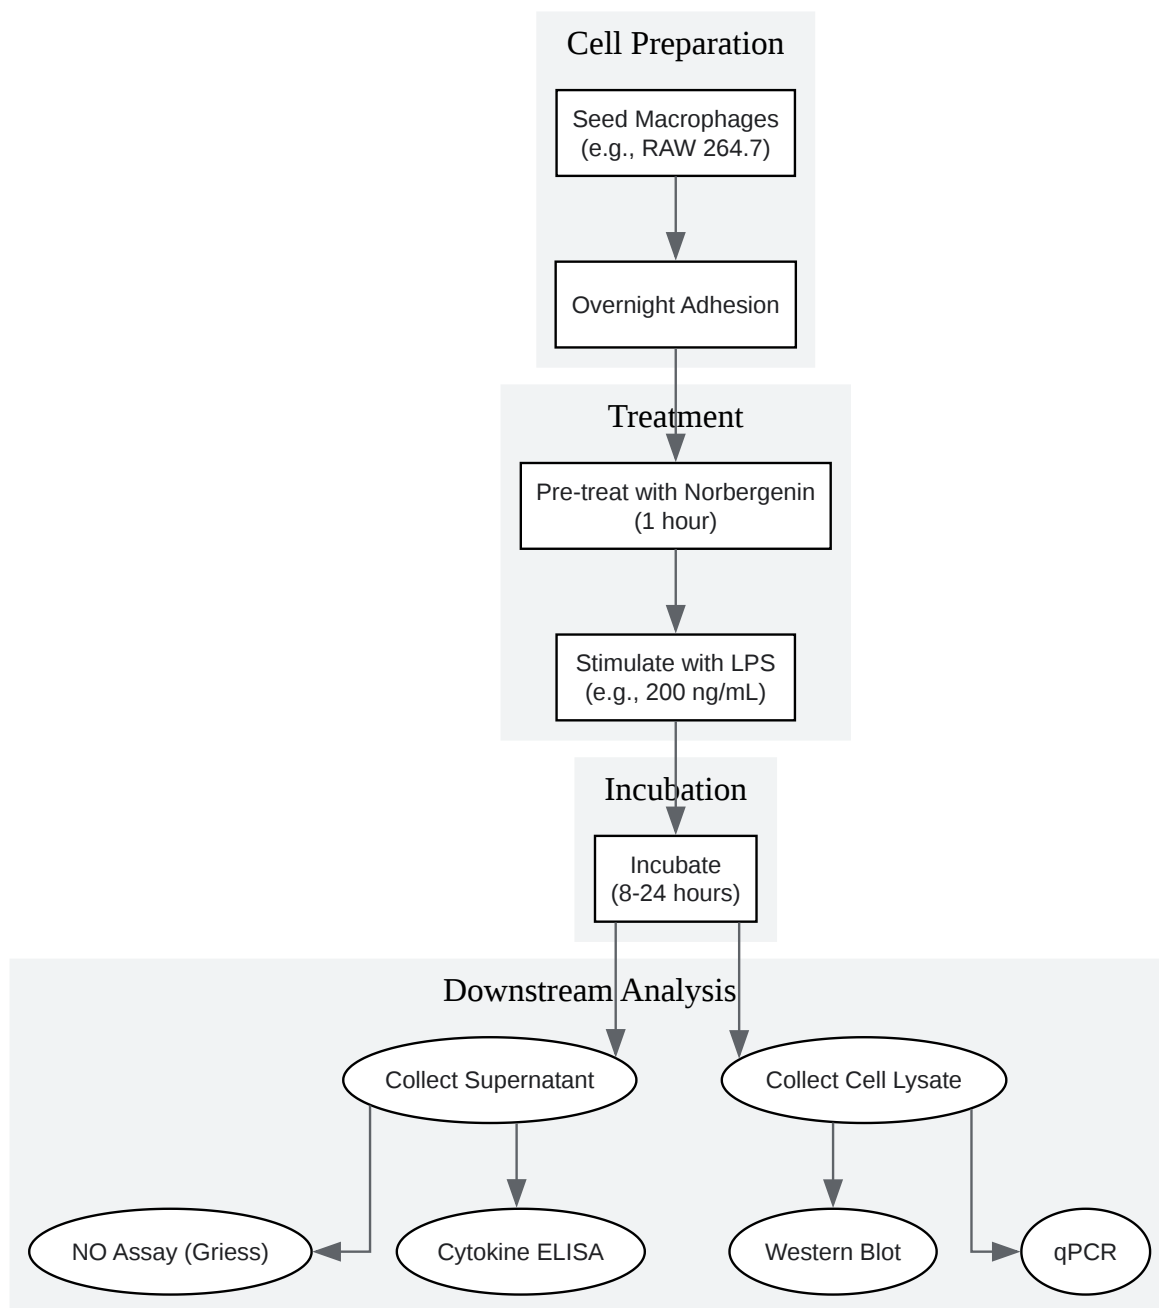 Cell Preparation
Seed Macrophages
(e.g., RAW 264.7)
Overnight Adhesion
Treatment
Pre-treat with Norbergenin
(1 hour)
Stimulate with LPS
(e.g., 200 ng/mL)
Incubation
Incubate
(8-24 hours)
Downstream Analysis
Collect Supernatant
Collect Cell Lysate
NO Assay (Griess)
Cytokine ELISA
Western Blot
qPCR